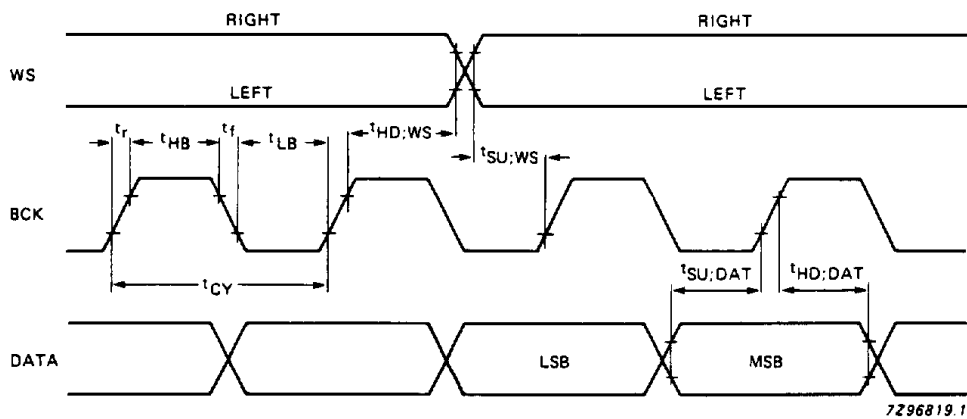 RIGHT RIGHT
WS
LEFT LEFT
tr tHB tf tLB tHD;WS
tSU;WS
BCK
tCY tSU;DAT tHD;DAT
DATA LSB MSB
7Z96819.1